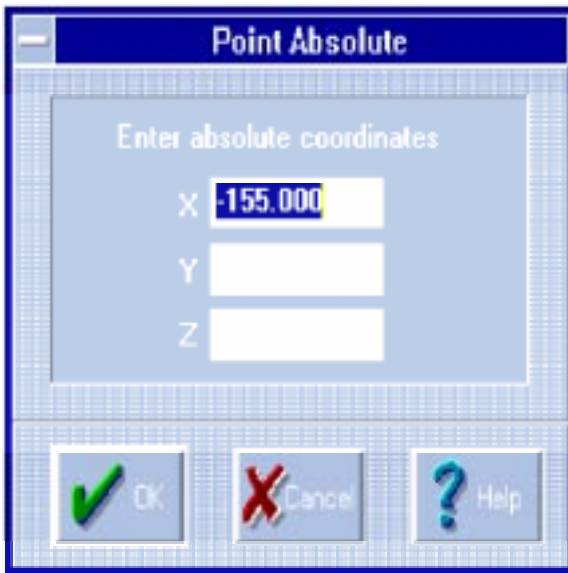 Point Absolute
Enter absolute coordinates
X -155.000
Y
Z
OK Cancel Help